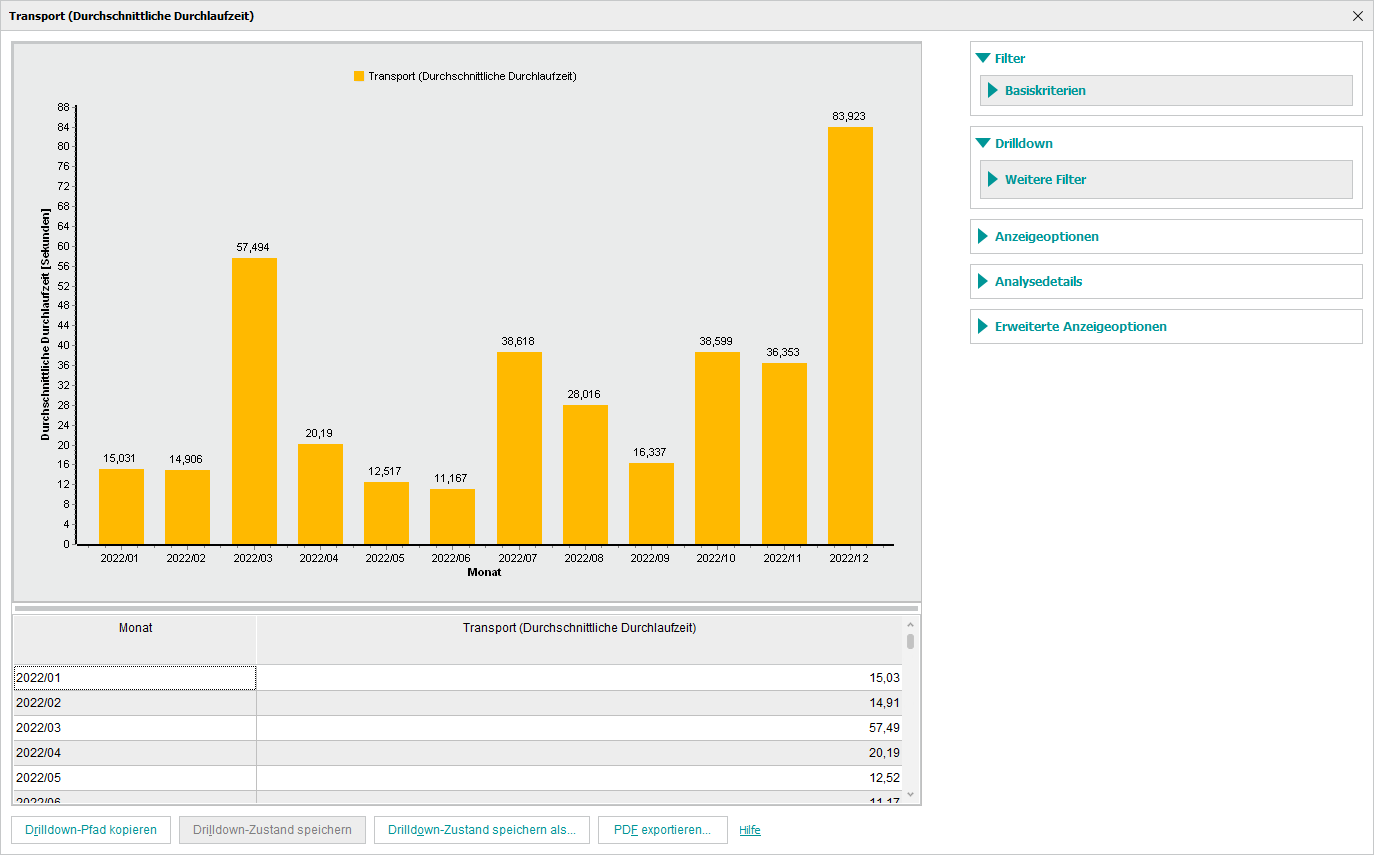 Transport (Durchschnittliche Durchlaufzeit)
Transport (Durchschnittliche Durchlaufzeit)
Durchschnittliche Durchlaufzeit [Sekunden]
88
84
80
76
72
68
64
60
56
52
48
44
40
36
32
28
24
20
16
12
8
4
0
15,031
14,906
57,494
20,19
12,517
11,167
38,618
28,016
16,337
38,599
36,353
83,923
2022/01 2022/02 2022/03 2022/04 2022/05 2022/06 2022/07 2022/08 2022/09 2022/10 2022/11 2022/12
Monat
Monat Transport (Durchschnittliche Durchlaufzeit)
2022/01 15,03
2022/02 14,91
2022/03 57,49
2022/04 20,19
2022/05 12,52
2022/06 11,17
Drilldown-Pfad kopieren Drilldown-Zustand speichern Drilldown-Zustand speichern als... PDF exportieren... Hilfe
Filter
Basiskriterien
Drilldown
Weitere Filter
Anzeigeoptionen
Analysedetails
Erweiterte Anzeigeoptionen